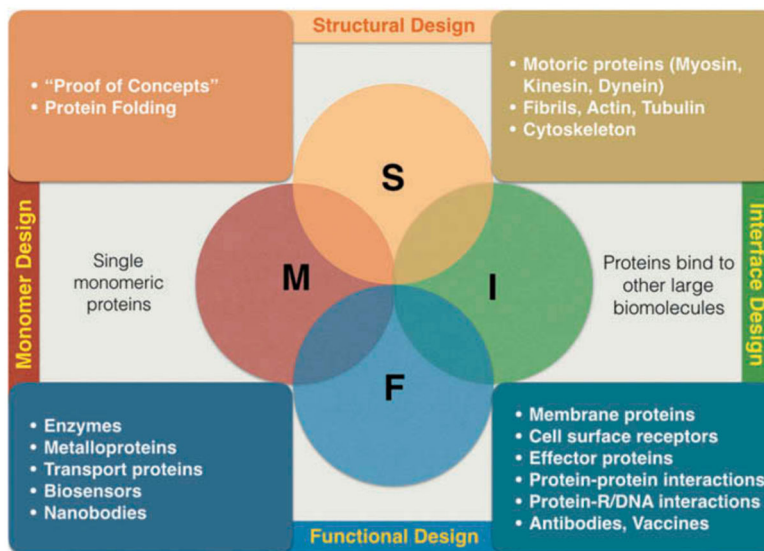 Structural Design
• “Proof of Concepts”
• Protein Folding
• Motoric proteins (Myosin,
Kinesin, Dynein)
• Fibrils, Actin, Tubulin
• Cytoskeleton
S
Monomer Design
Single
monomeric
proteins
M
I
Proteins bind to
other large
biomolecules
Interface Design
F
• Enzymes
• Metalloproteins
• Transport proteins
• Biosensors
• Nanobodies
• Membrane proteins
• Cell surface receptors
• Effector proteins
• Protein-protein interactions
• Protein-R/DNA interactions
• Antibodies, Vaccines
Functional Design